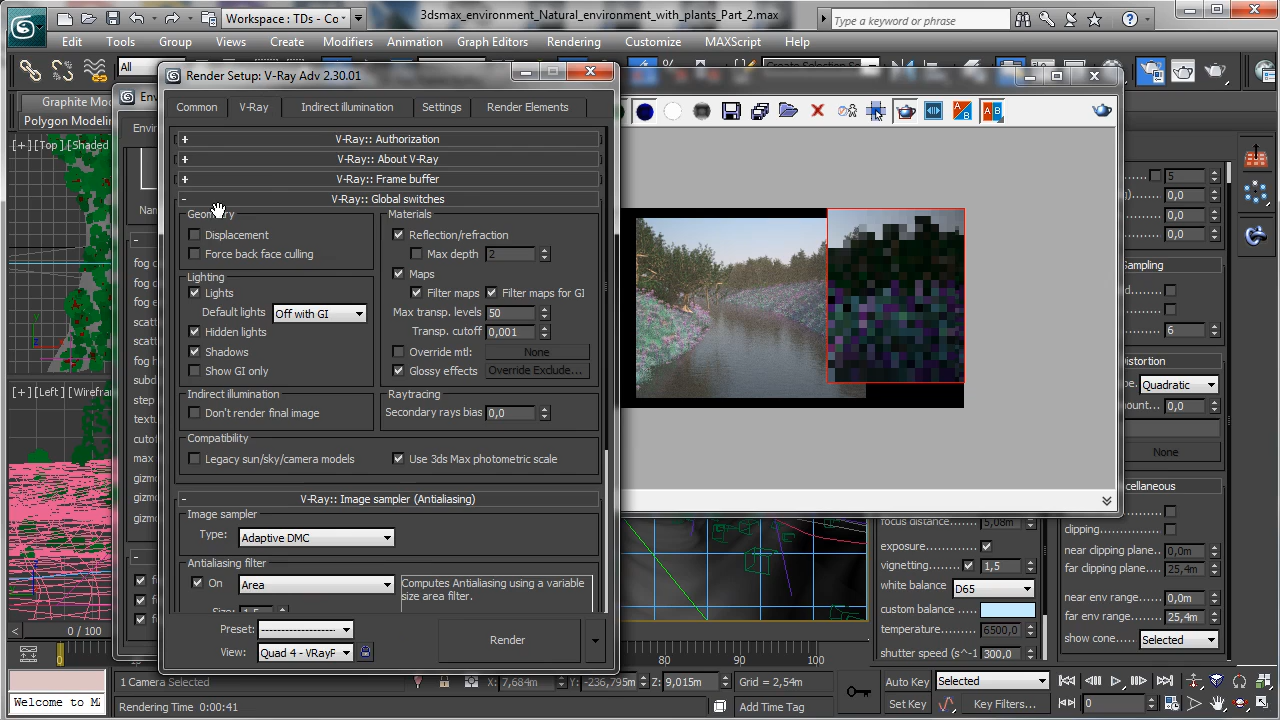 Workspace : TDs - Co
3dsmax_environment_Natural_environment_with_plants_Part_2.max
Type a keyword or phrase
Edit Tools Group Views Create Modifiers Animation Graph Editors Rendering Customize MAXScript Help
All
Render Setup: V-Ray Adv 2.30.01
Graphite Mo
Env
Polygon Modelin
Common V-Ray Indirect illumination Settings Render Elements
Envir
[+] [Top ] [Shaded
V-Ray:: Authorization
V-Ray:: About V-Ray
V-Ray:: Frame buffer
V-Ray:: Global switches
Geometry
Displacement
Force back face culling
Lighting
Lights
Default lights Off with GI
Hidden lights
Shadows
Show GI only
Indirect illumination
Don't render final image
Compatibility
Legacy sun/sky/camera models
Materials
Reflection/refraction
Max depth 2
Maps
Filter maps Filter maps for GI
Max transp. levels 50
Transp. cutoff 0,001
Override mtl: None
Glossy effects Override Exclude...
Raytracing
Secondary rays bias 0,0
Use 3ds Max photometric scale
V-Ray:: Image sampler (Antialiasing)
Image sampler
Type: Adaptive DMC
Antialiasing filter
On Area
Computes Antialiasing using a variable
size area filter.
Preset: -------------------
View: Quad 4 - VRayF
Render
Nar
fog c
fog e
scatt
scatt
fog h
subd
step
textu
cutof
max
gizm
gizm
gizm
[+] [Left ] [Wirefram
5
0,0
0,0
0,0
Sampling
6
Distortion
Quadratic
0,0
None
focus distance....... 5,08m
exposure............
vignetting........ 1,5
white balance D65
custom balance .....
temperature........ 6500,0
shutter speed (s^-1 300,0
clipping.............
near clipping plane.. 0,0m
far clipping plane.... 25,4m
near env range...... 0,0m
far env range........ 25,4m
show cone... Selected
0 / 100
80 90 100
1 Camera Selected
X: 7,684m Y: -236,795m Z: 9,015m Grid = 2,54m
Auto Key Selected
Welcome to M
Rendering Time 0:00:41
Add Time Tag
Set Key Key Filters... 0